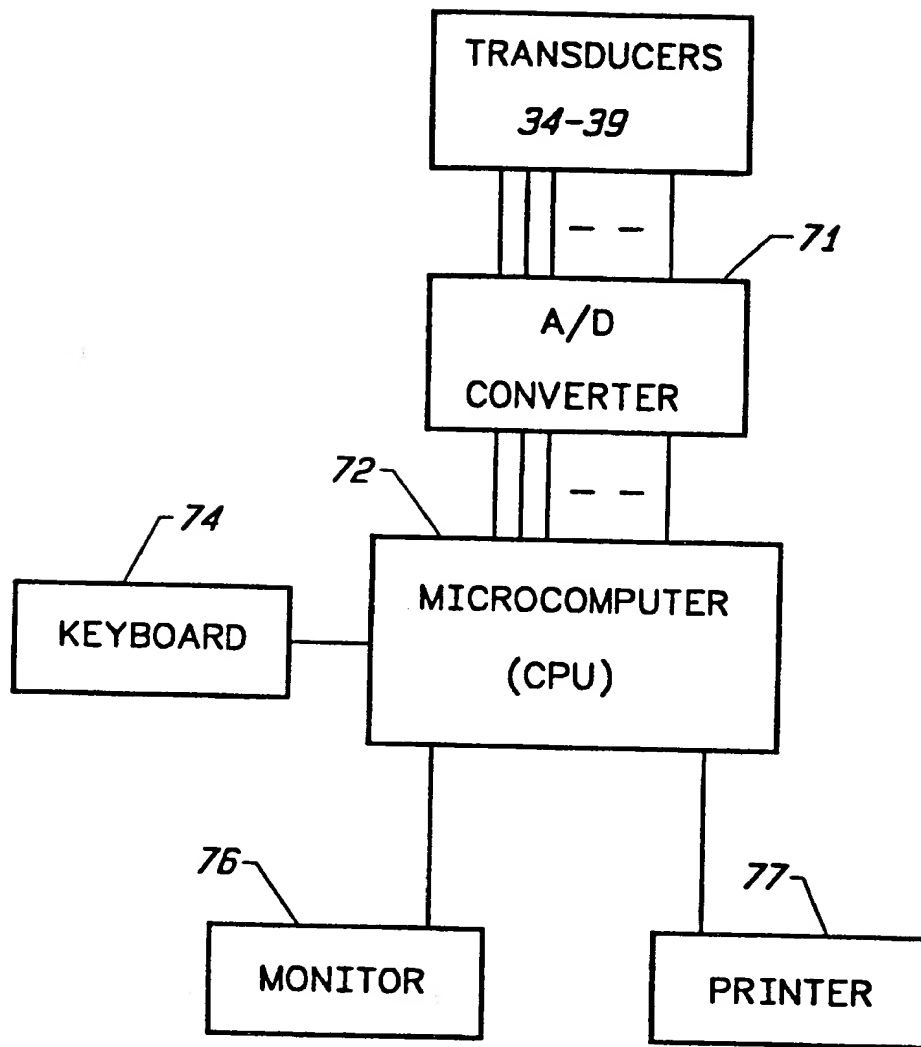 TRANSDUCERS
34-39
71
A/D
CONVERTER
72
74
MICROCOMPUTER
(CPU)
KEYBOARD
76
77
MONITOR
PRINTER